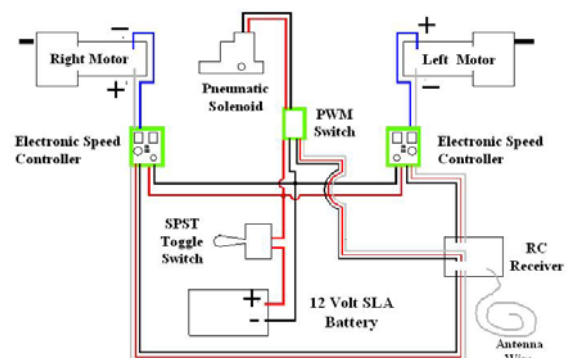 Right Motor
−
+
Pneumatic
Solenoid
+
Left Motor
−
PWM
Switch
Electronic Speed
Controller
Electronic Speed
Controller
SPST
Toggle
Switch
+
-
12 Volt SLA
Battery
RC
Receiver
Antenna